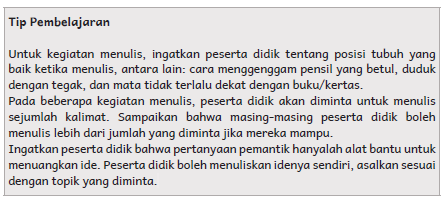 Tip Pembelajaran
Untuk kegiatan menulis, ingatkan peserta didik tentang posisi tubuh yang
baik ketika menulis, antara lain: cara menggenggam pensil yang betul, duduk
dengan tegak, dan mata tidak terlalu dekat dengan buku/kertas.
Pada beberapa kegiatan menulis, peserta didik akan diminta untuk menulis
sejumlah kalimat. Sampaikan bahwa masing-masing peserta didik boleh
menulis lebih dari jumlah yang diminta jika mereka mampu.
Ingatkan peserta didik bahwa pertanyaan pemantik hanyalah alat bantu untuk
menuangkan ide. Peserta didik boleh menuliskan idenya sendiri, asalkan sesuai
dengan topik yang diminta.